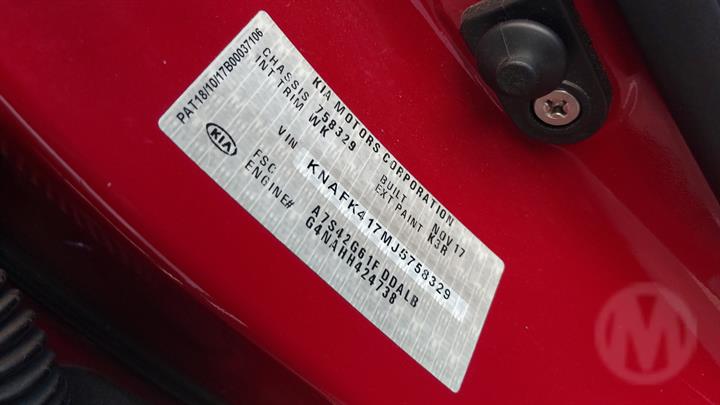 PAT18/10/17B00037106
KIA MOTORS CORPORATION
CHASSIS 758329 BUILT NOV17
INT TRIM WK EXT PAINT K3R
VIN KNAFK417MJ5758329
KIA
FSC A7S42G61F DDALB
ENGINE# G4NAHH424738
M